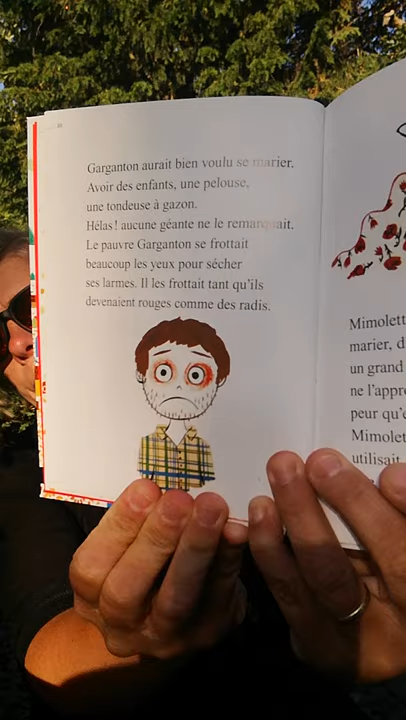 Garganton aurait bien voulu se marier.
Avoir des enfants, une pelouse,
une tondeuse à gazon.
Hélas ! aucune géante ne le remarquait.
Le pauvre Garganton se frottait
beaucoup les yeux pour sécher
ses larmes. Il les frottait tant qu'ils
devenaient rouges comme des radis.
Mimolett
marier, d
un grand
ne l'appr
peur qu'e
Mimolet
utilisait